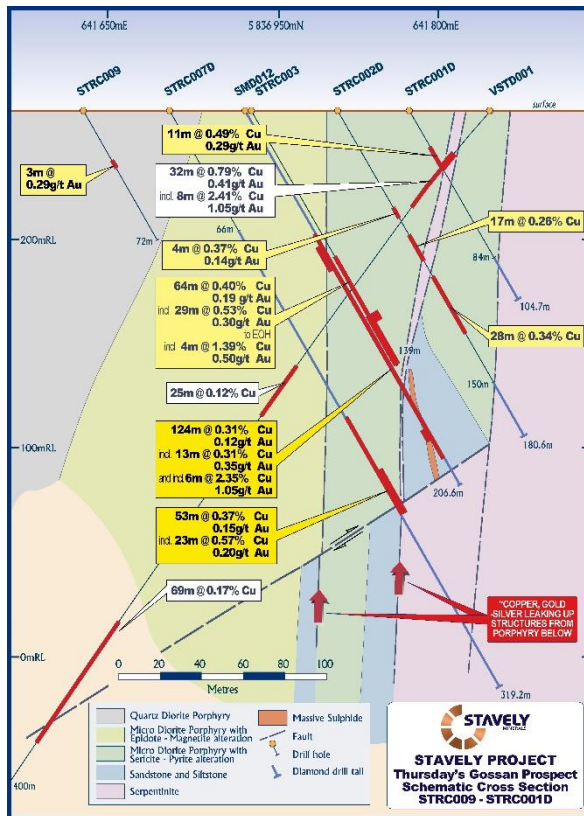 641 650mE
5 836 950mN
641 800mE
STRC009
STRC007D
SMD012
STRC003
STRC002D
STRC001D
VSTD001
surface
11m @ 0.49% Cu
0.29g/t Au
3m @
0.29g/t Au
32m @ 0.79% Cu
0.41g/t Au
incl. 8m @ 2.41% Cu
1.05g/t Au
17m @ 0.26% Cu
200mRL
72m
66m
4m @ 0.37% Cu
0.14g/t Au
84m
104.7m
64m @ 0.40% Cu
0.19 g/t Au
incl 29m @ 0.53% Cu
0.30g/t Au
to EOH
incl 4m @ 1.39% Cu
0.50g/t Au
28m @ 0.34% Cu
139m
25m @ 0.12% Cu
150m
124m @ 0.31% Cu
0.12g/t Au
incl. 13m @ 0.31% Cu
0.35g/t Au
and incl 6m @ 2.35% Cu
1.05g/t Au
100mRL
180.6m
206.6m
53m @ 0.37% Cu
0.15g/t Au
incl. 23m @ 0.57% Cu
0.20g/t Au
69m @ 0.17% Cu
"COPPER, GOLD
-SILVER LEAKING UP
STRUCTURES FROM
PORPHYRY BELOW
0mRL
0 20 40 60 80 100
Metres
319.2m
400m
Quartz Diorite Porphyry
Micro Diorite Porphyry with
Epidote - Magnetite alteration
Micro Diorite Porphyry with
Sericite - Pyrite alteration
Sandstone and Siltstone
Serpentinite
Massive Sulphide
Fault
Drill hole
Diamond drill tail
STAVELY
MINERALS
STAVELY PROJECT
Thursday's Gossan Prospect
Schematic Cross Section
STRC009 - STRC001D